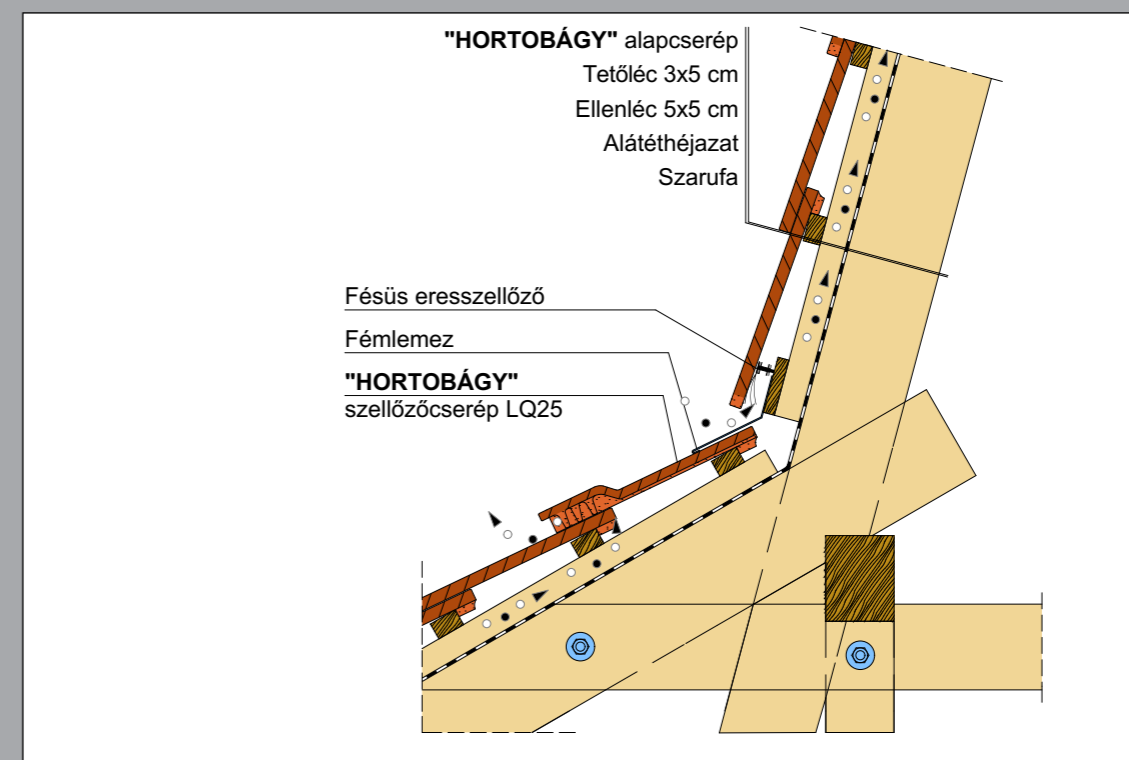 "HORTOBÁGY" alapcserép
Tetőléc 3x5 cm
Ellenléc 5x5 cm
Alátéthéjazat
Szarufa
Fésüs eresszellőző
Fémlemez
"HORTOBÁGY"
szellőzőcserép LQ25